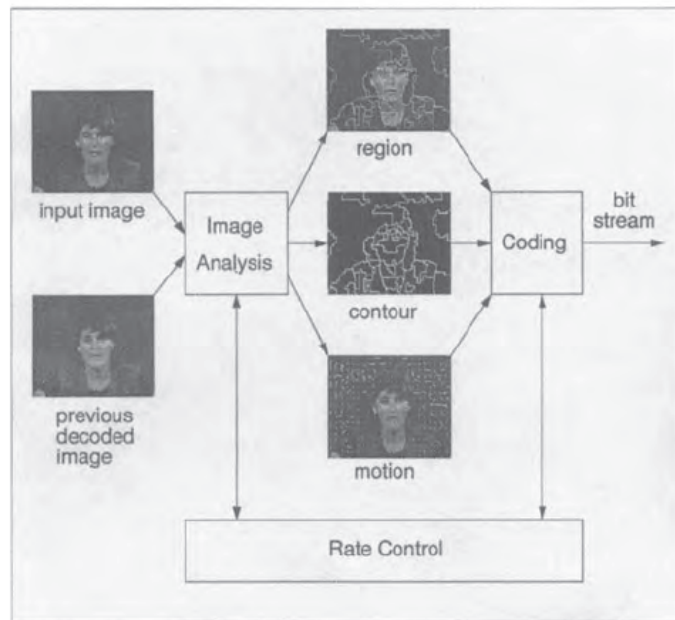 region
input image
Image
Analysis
bit
stream
Coding
contour
previous
decoded
image
motion
Rate Control